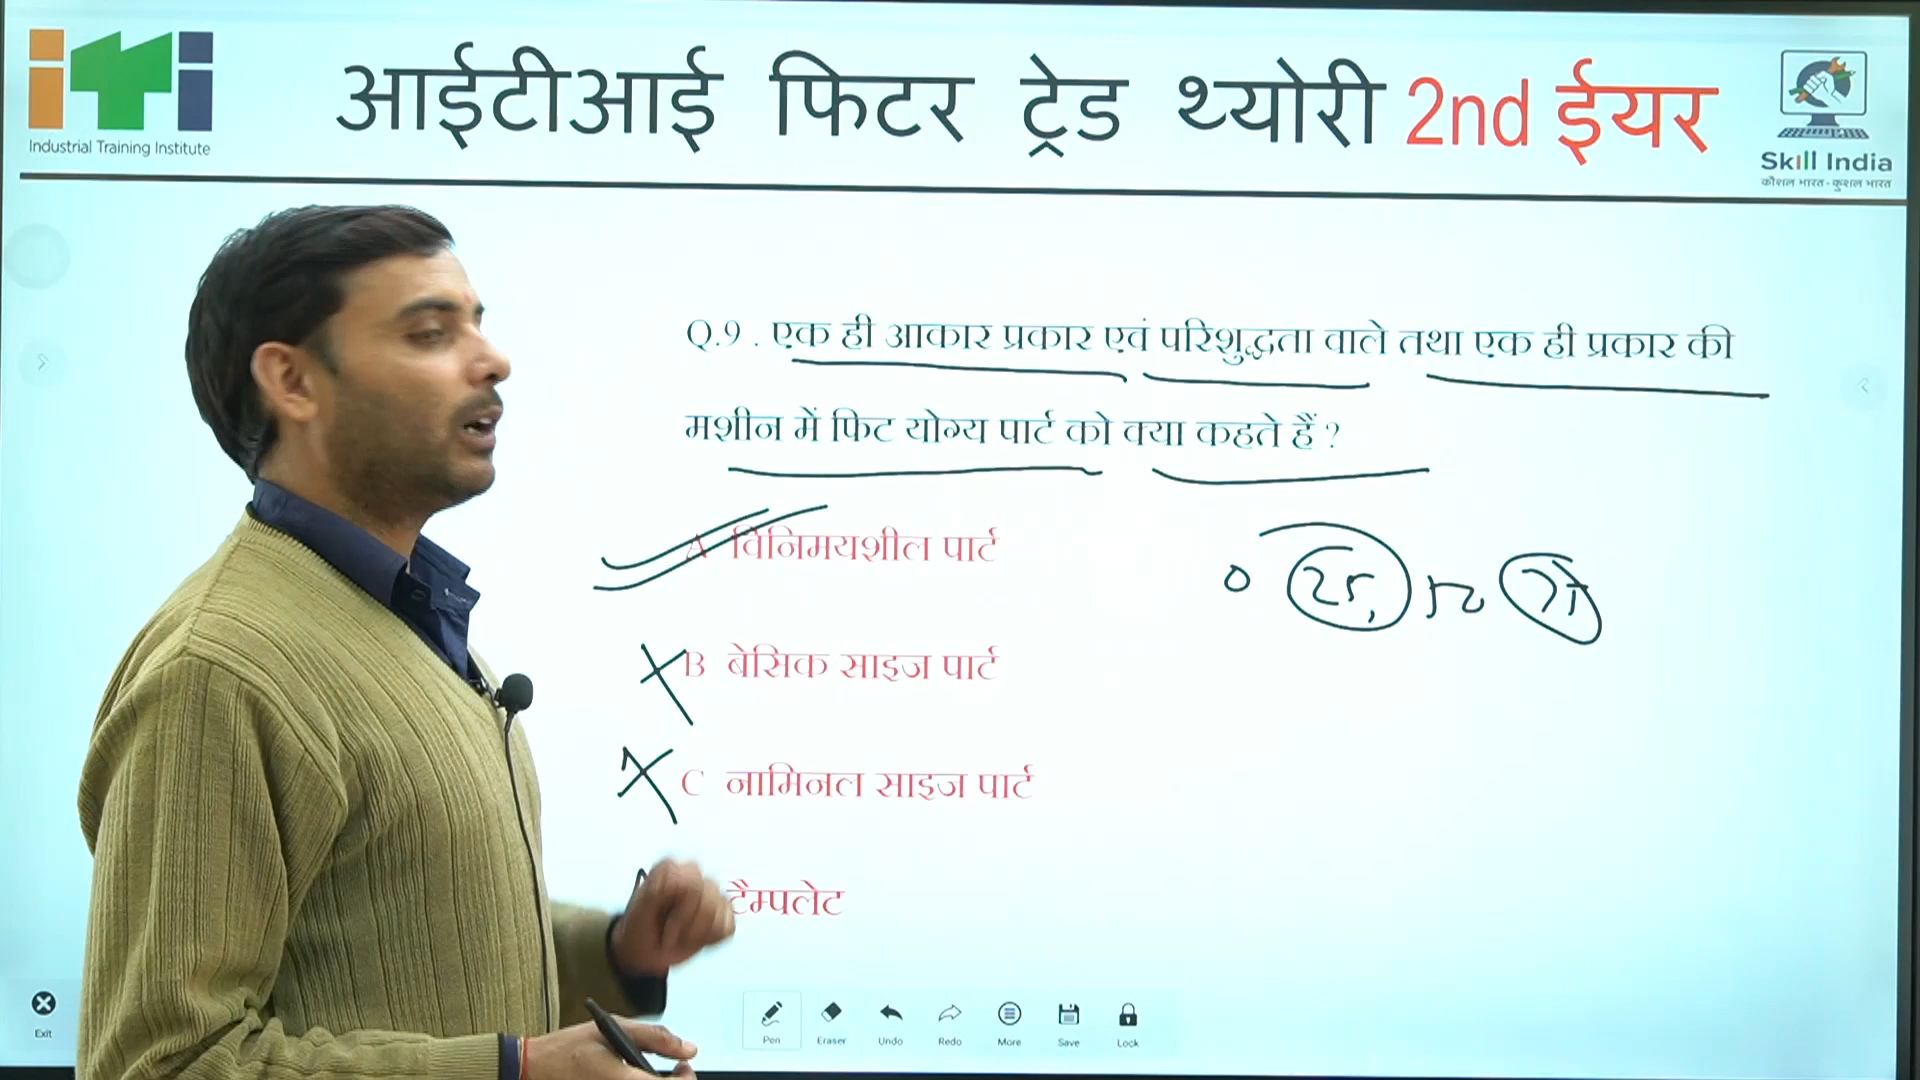 iTi
Industrial Training Institute
आईटीआई फिटर ट्रेड थ्योरी 2nd ईयर
Skill India
कौशल भारत - कुशल भारत
Q.9 . एक ही आकार प्रकार एवं परिशुद्धता वाले तथा एक ही प्रकार की
मशीन में फिट योग्य पार्ट को क्या कहते हैं ?
A विनिमयशील पार्ट
B बेसिक साइज पार्ट
C नामिनल साइज पार्ट
टैम्पलेट
0 25,
Exit
Pen Eraser Undo Redo More Save Lock